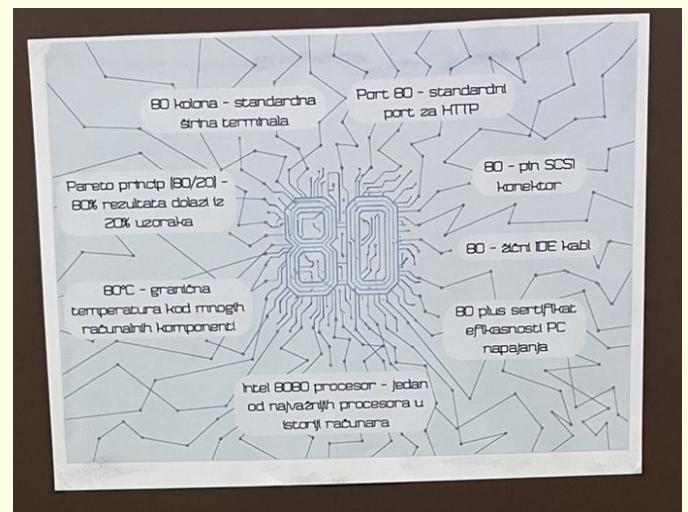 80 kolona - standardna
širina terminala
Port 80 - standardni
port za HTTP
Pareto princip (80/20) -
80% rezultata dolazi iz
20% uzoraka
80 - pin SCSI
konektor
80
80 - žični IDE kabl
80°C - granična
temperatura kod mnogih
računalnih komponenti
80 plus sertifikat
efikasnosti PC
napajanja
Intel 8080 procesor - jedan
od najvažnijih procesora u
istoriji računara